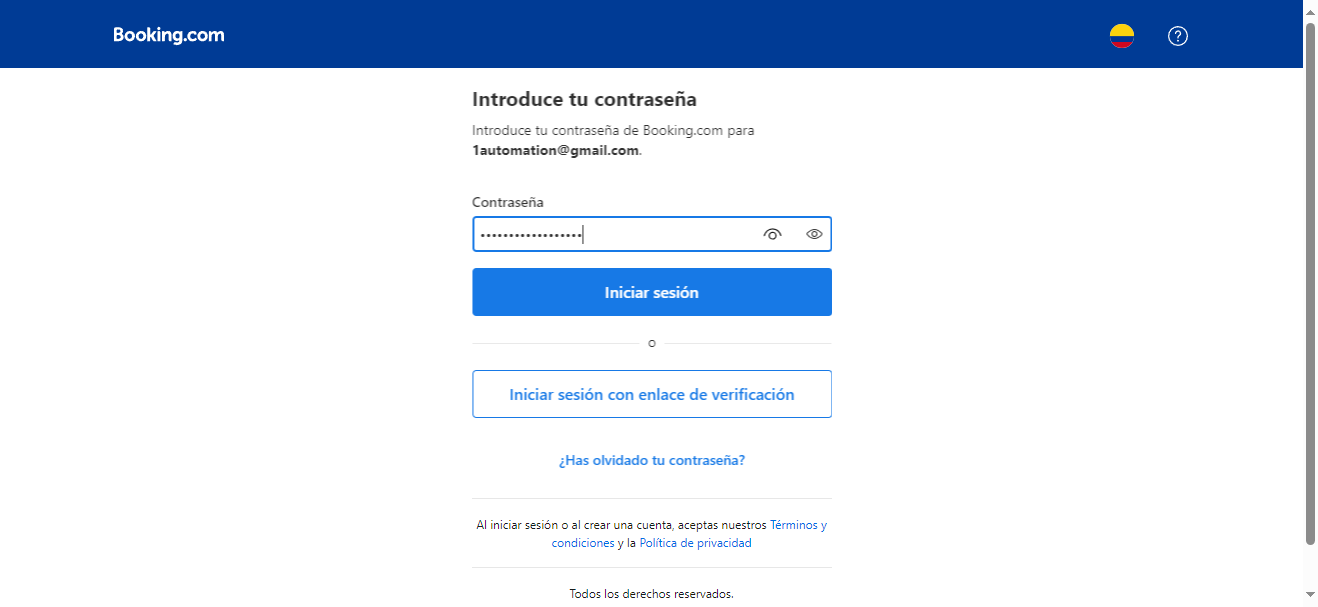 Booking.com
Introduce tu contraseña
Introduce tu contraseña de Booking.com para
1automation@gmail.com.
Contraseña
••••••••••••••••••
Iniciar sesión
o
Iniciar sesión con enlace de verificación
¿Has olvidado tu contraseña?
Al iniciar sesión o al crear una cuenta, aceptas nuestros Términos y
condiciones y la Política de privacidad
Todos los derechos reservados.